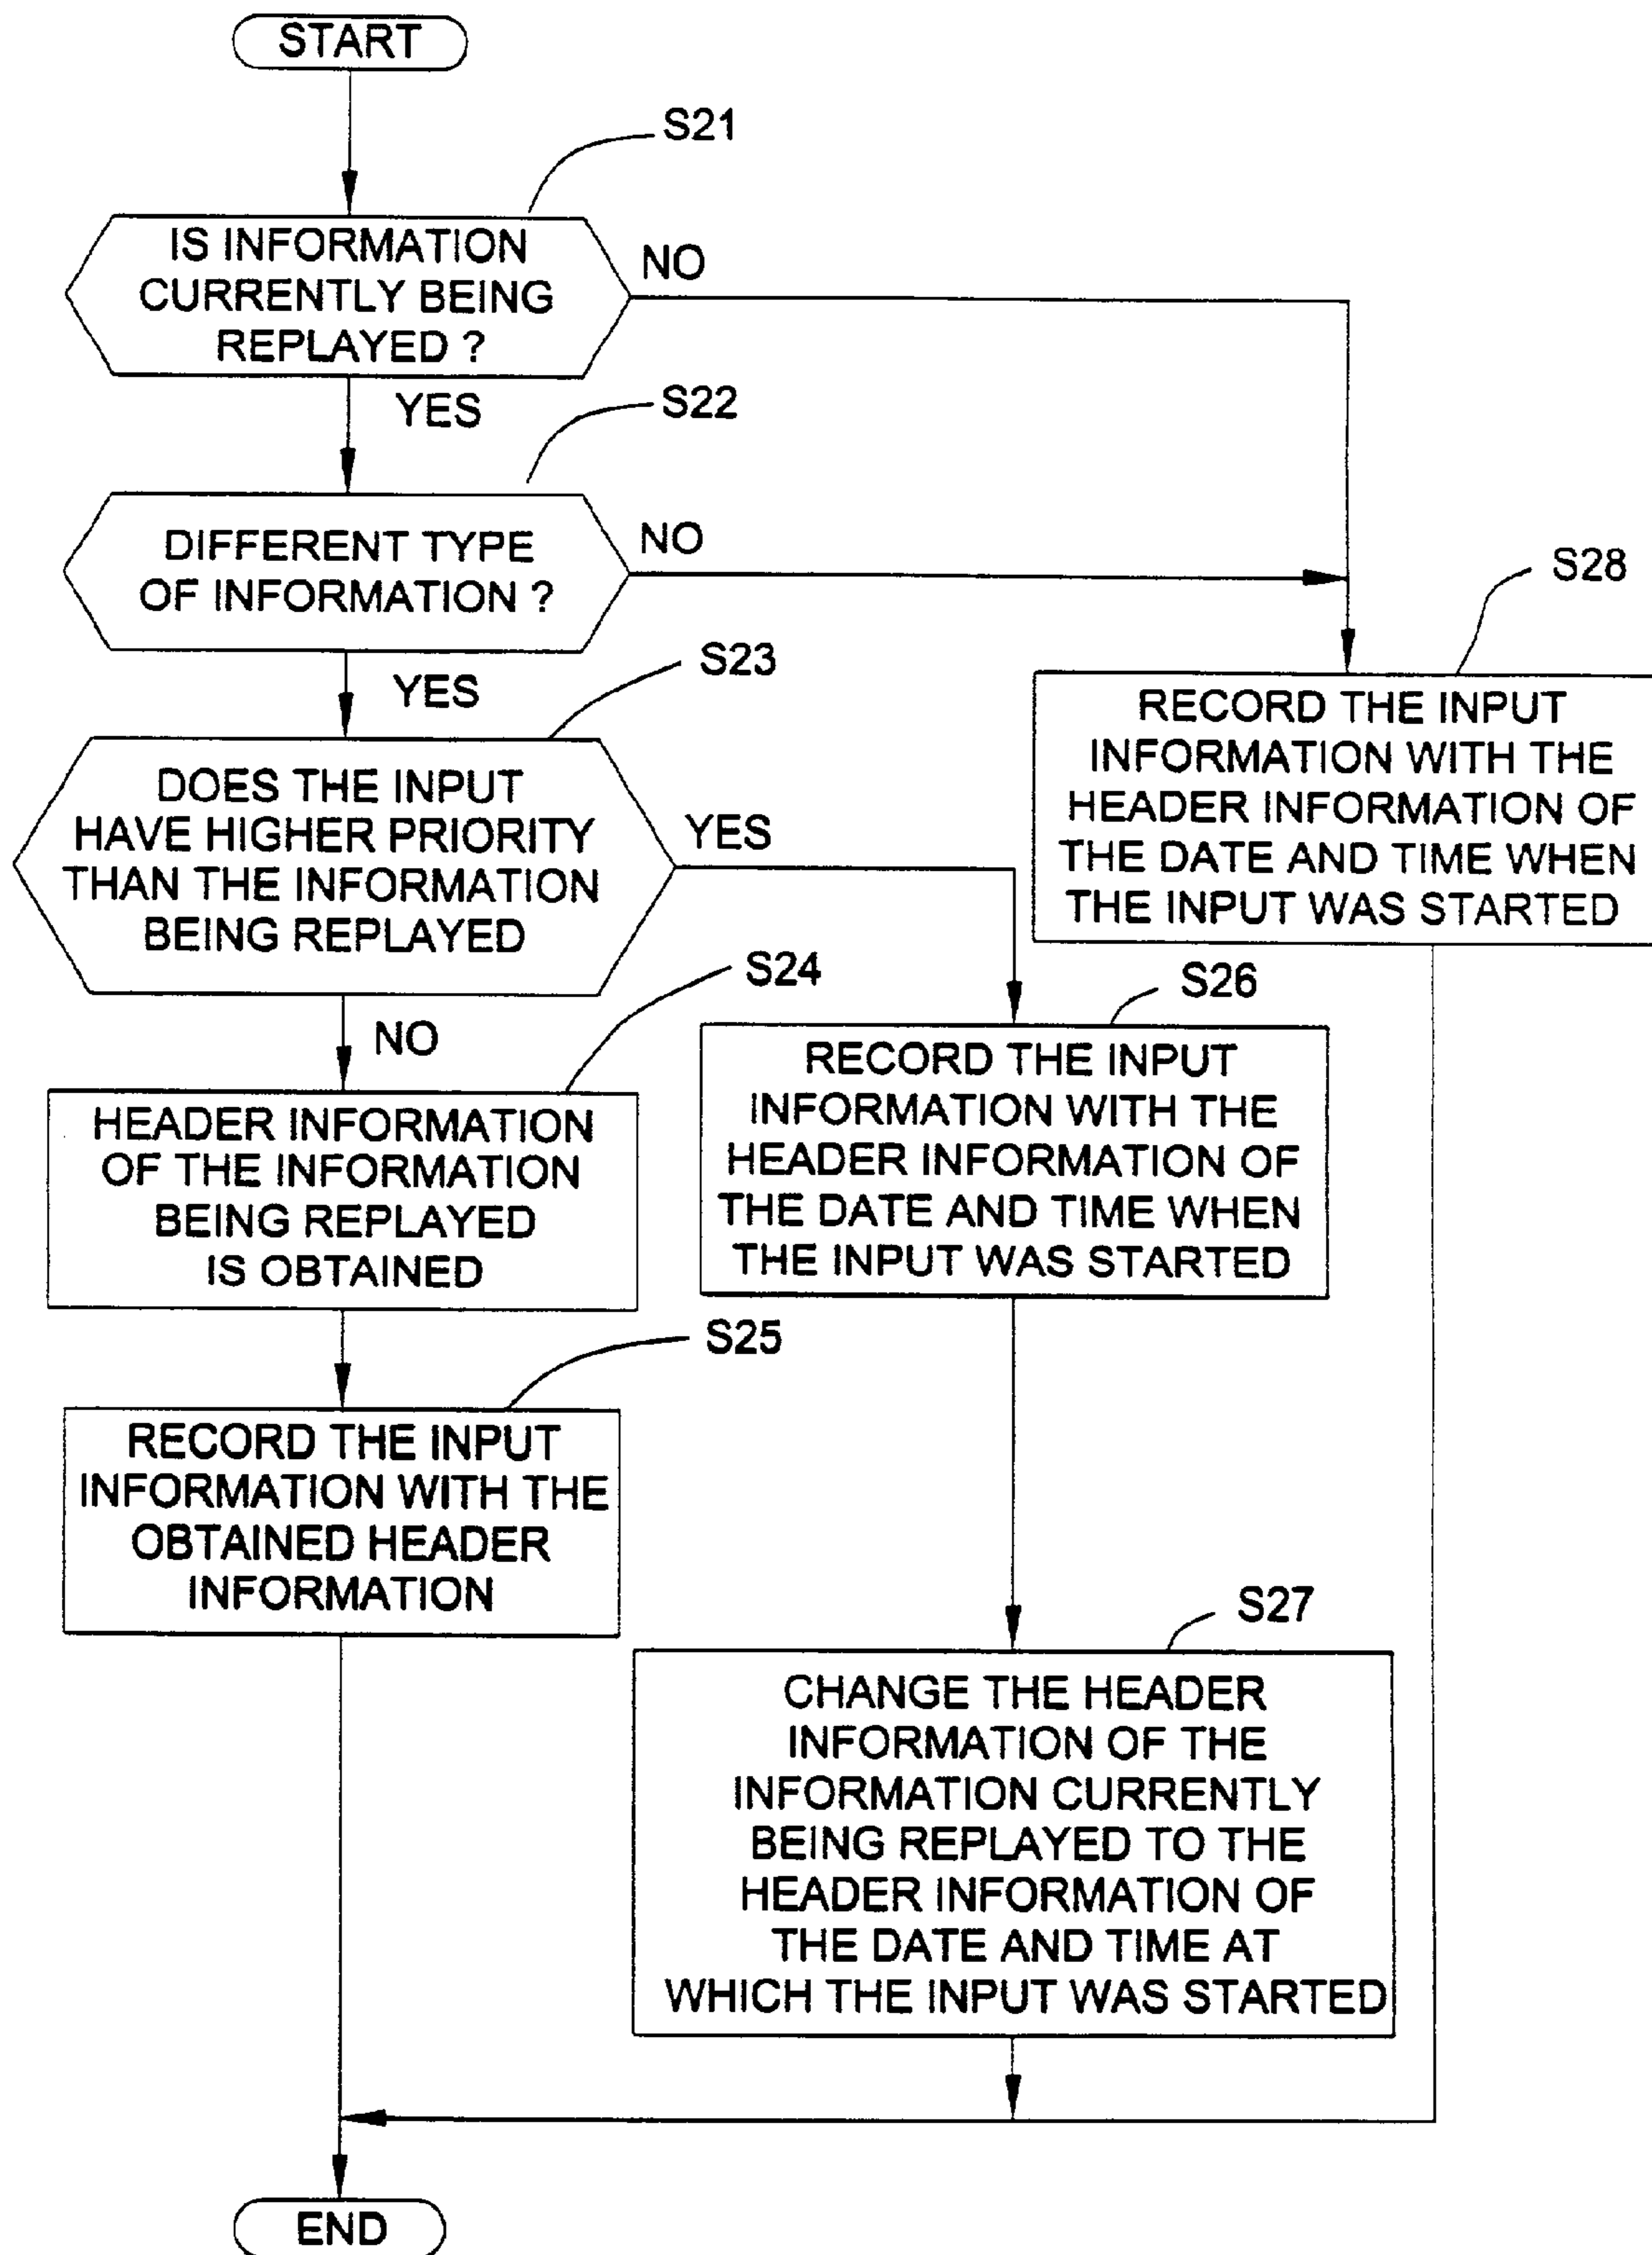 START
S21
IS INFORMATION
CURRENTLY BEING
REPLAYED ?
NO
YES
S22
DIFFERENT TYPE
OF INFORMATION ?
NO
YES
S23
DOES THE INPUT
HAVE HIGHER PRIORITY
THAN THE INFORMATION
BEING REPLAYED
YES
NO
S28
RECORD THE INPUT
INFORMATION WITH THE
HEADER INFORMATION OF
THE DATE AND TIME WHEN
THE INPUT WAS STARTED
S24
HEADER INFORMATION
OF THE INFORMATION
BEING REPLAYED
IS OBTAINED
S26
RECORD THE INPUT
INFORMATION WITH THE
HEADER INFORMATION OF
THE DATE AND TIME WHEN
THE INPUT WAS STARTED
S25
RECORD THE INPUT
INFORMATION WITH THE
OBTAINED HEADER
INFORMATION
S27
CHANGE THE HEADER
INFORMATION OF THE
INFORMATION CURRENTLY
BEING REPLAYED TO THE
HEADER INFORMATION OF
THE DATE AND TIME AT
WHICH THE INPUT WAS STARTED
END